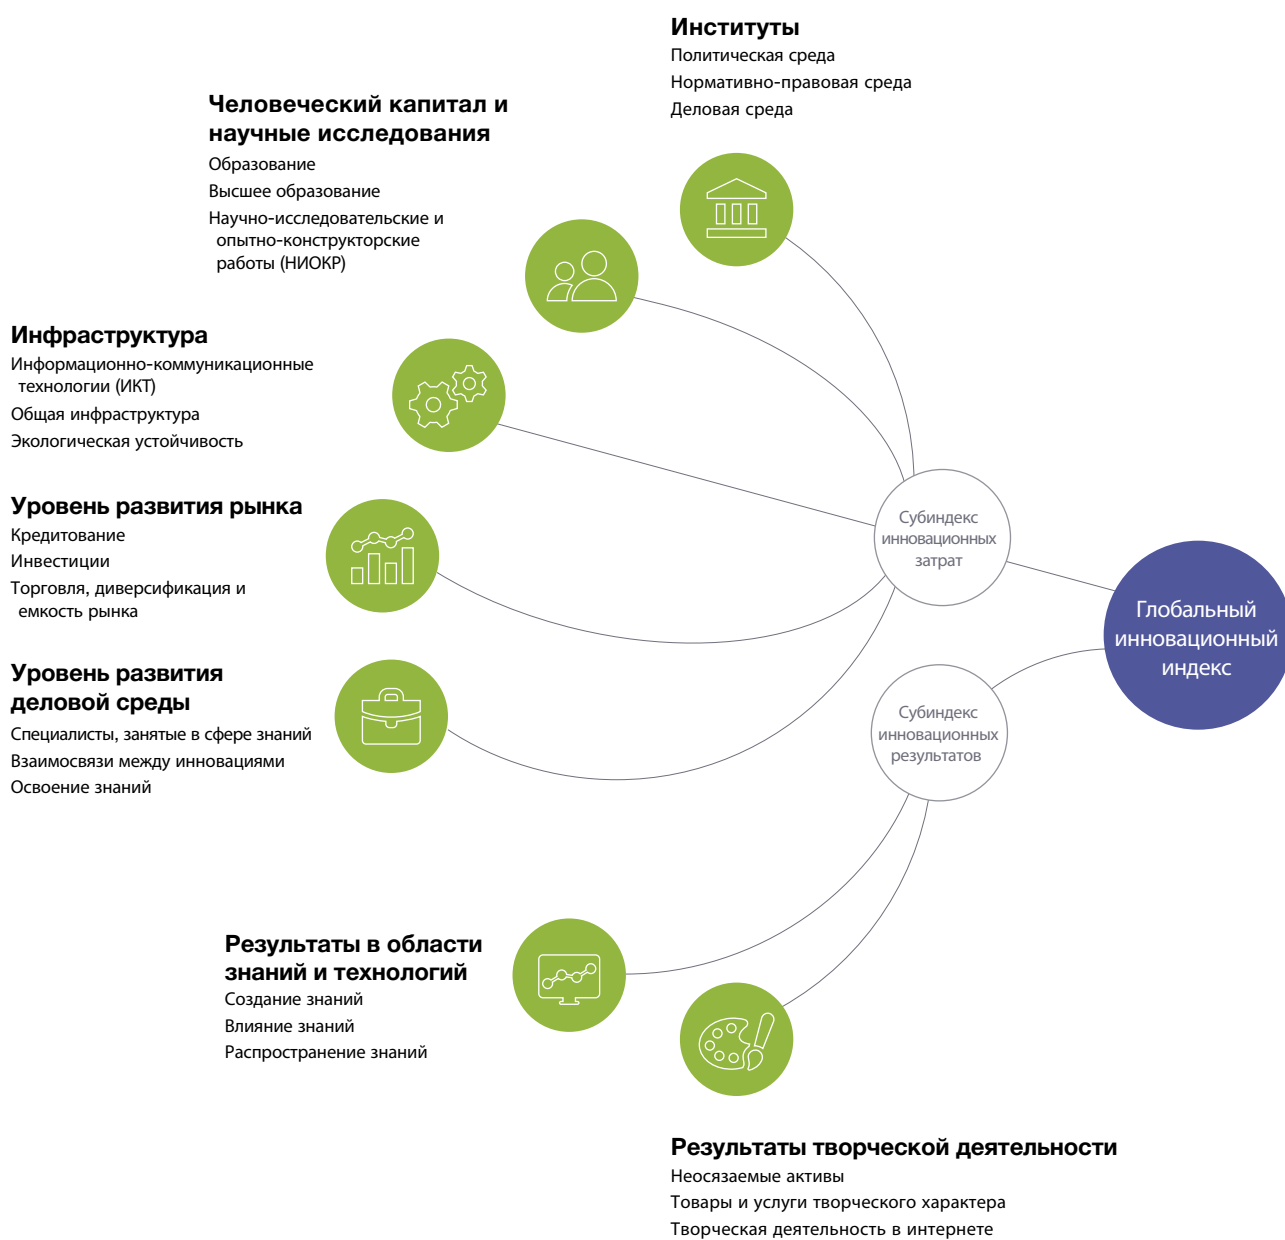 Институты
Политическая среда
Нормативно-правовая среда
Деловая среда
Человеческий капитал и
научные исследования
Образование
Высшее образование
Научно-исследовательские и
опытно-конструкторские
работы (НИОКР)
Инфраструктура
Информационно-коммуникационные
технологии (ИКТ)
Общая инфраструктура
Экологическая устойчивость
Уровень развития рынка
Кредитование
Инвестиции
Торговля, диверсификация и
емкость рынка
Уровень развития
деловой среды
Специалисты, занятые в сфере знаний
Взаимосвязи между инновациями
Освоение знаний
Субиндекс
инновационных
затрат
Глобальный
инновационный
индекс
Субиндекс
инновационных
результатов
Результаты в области
знаний и технологий
Создание знаний
Влияние знаний
Распространение знаний
Результаты творческой деятельности
Неосязаемые активы
Товары и услуги творческого характера
Творческая деятельность в интернете